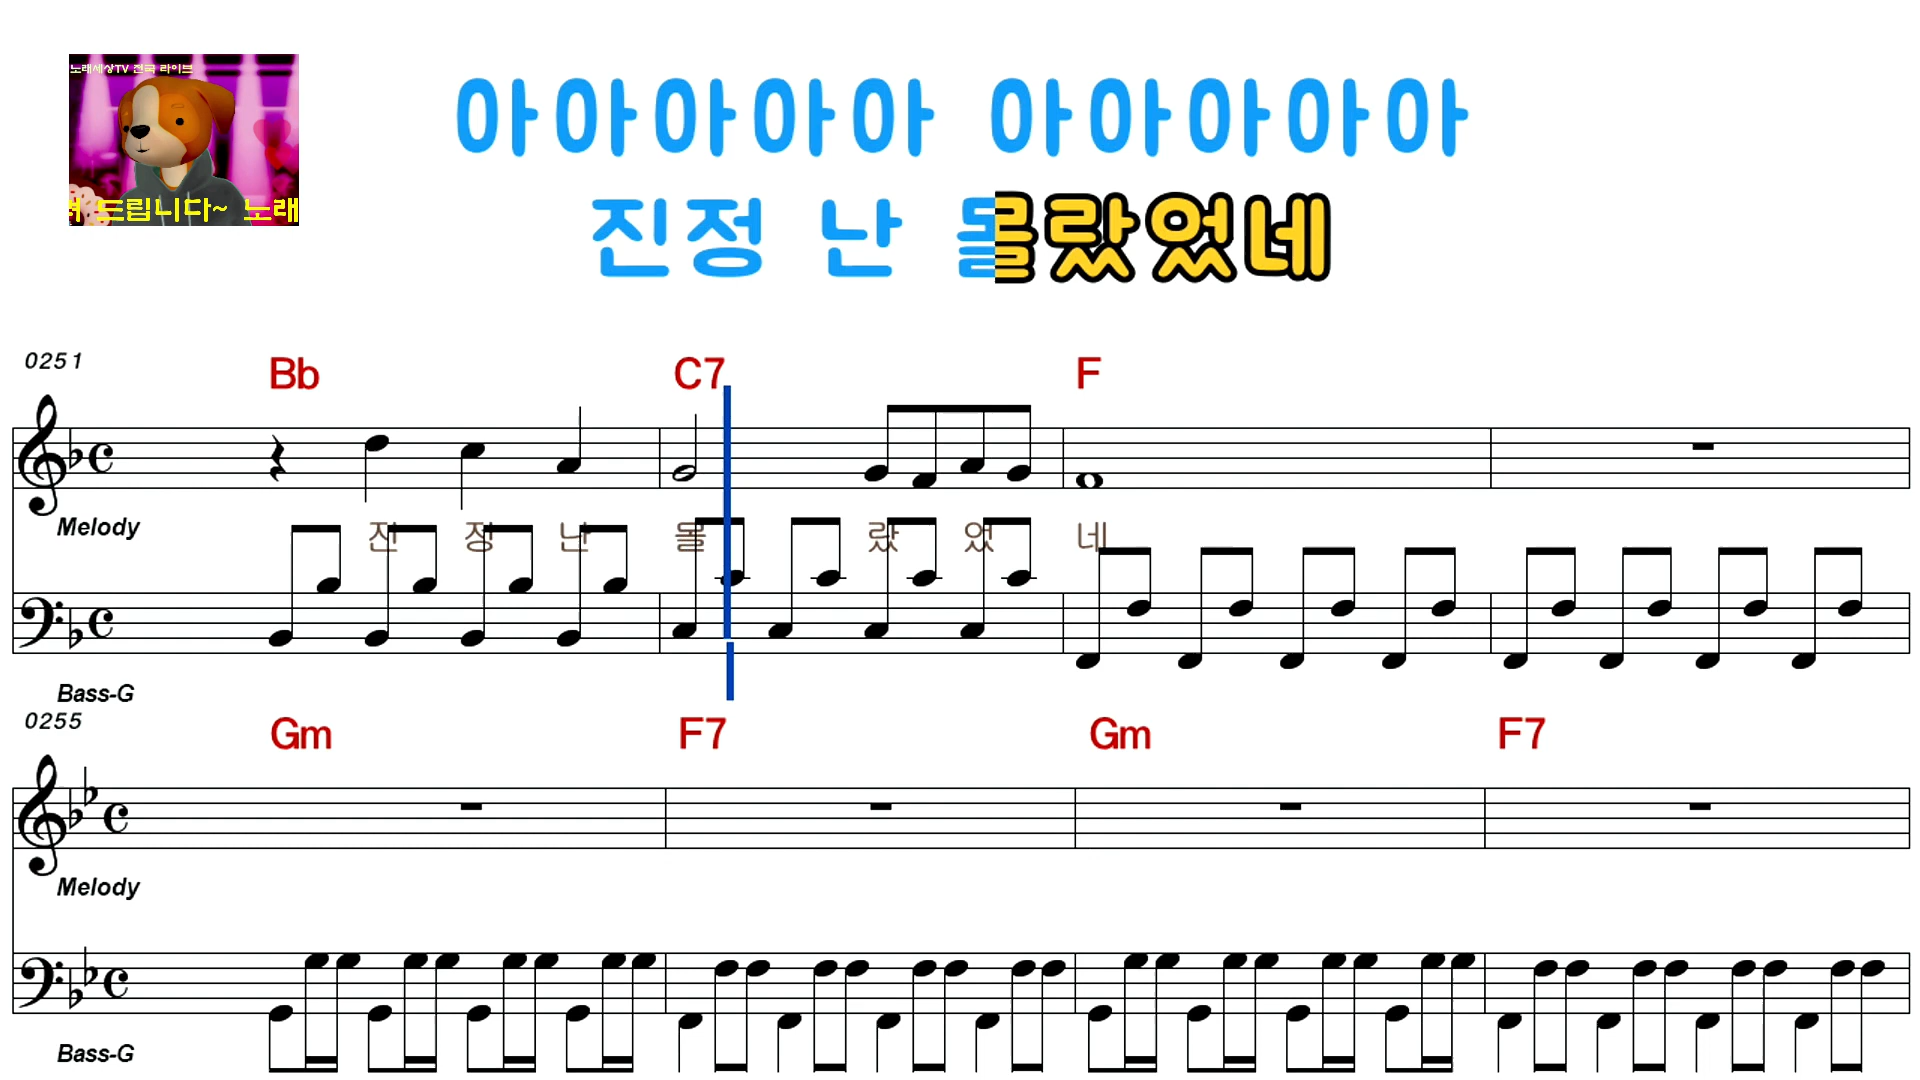 노래세상TV 전국 라이브
드립니다~ 노래
아아아아아 아아아아아
진정 난 몰랐었네
0251
Bb C7 F
Melody
진 정 난 몰 랐 었 네
Bass-G
0255
Gm F7 Gm F7
Melody
Bass-G